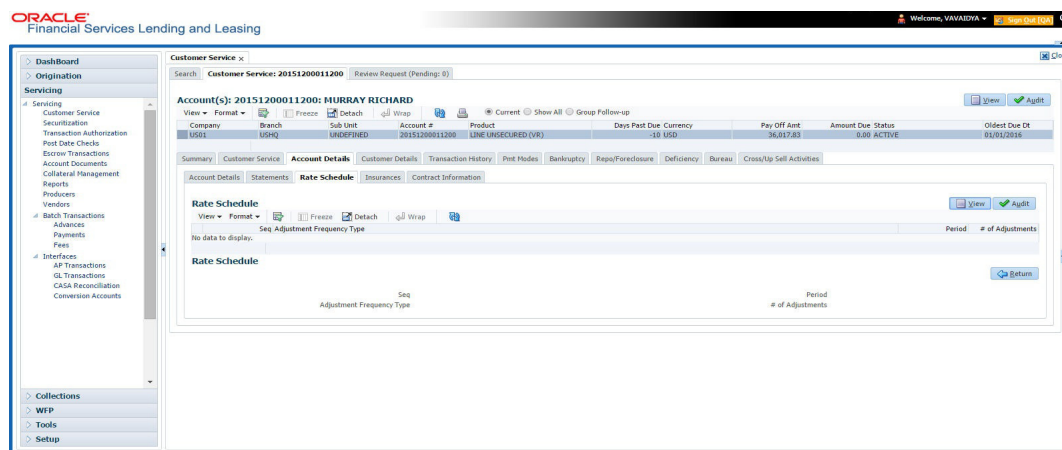 ORACLE
Financial Services Lending and Leasing
Welcome, VAVAIDYA
Sign Out [QA]
DashBoard
Origination
Servicing
Servicing
Customer Service
Securitization
Transaction Authorization
Post Date Checks
Escrow Transactions
Account Documents
Collateral Management
Reports
Producers
Vendors
Batch Transactions
Advances
Payments
Fees
Interfaces
AP Transactions
GL Transactions
CASA Reconciliation
Conversion Accounts
Collections
WFP
Tools
Setup
Customer Service x
Clo
Search Customer Service: 20151200011200 Review Request (Pending: 0)
Account(s): 20151200011200: MURRAY RICHARD
View Audit
View Format Freeze Detach Wrap Current Show All Group Follow-up
Company Branch Sub Unit Account # Product Days Past Due Currency Pay Off Amt Amount Due Status Oldest Due Dt
US01 USHQ UNDEFINED 20151200011200 LINE UNSECURED (VR) -10 USD 36,017.83 0.00 ACTIVE 01/01/2016
Summary Customer Service Account Details Customer Details Transaction History Pmt Modes Bankruptcy Repo/Foreclosure Deficiency Bureau Cross/Up Sell Activities
Account Details Statements Rate Schedule Insurances Contract Information
Rate Schedule
View Audit
View Format Freeze Detach Wrap
Seq Adjustment Frequency Type Period # of Adjustments
No data to display.
Rate Schedule
Return
Seq Period
Adjustment Frequency Type # of Adjustments